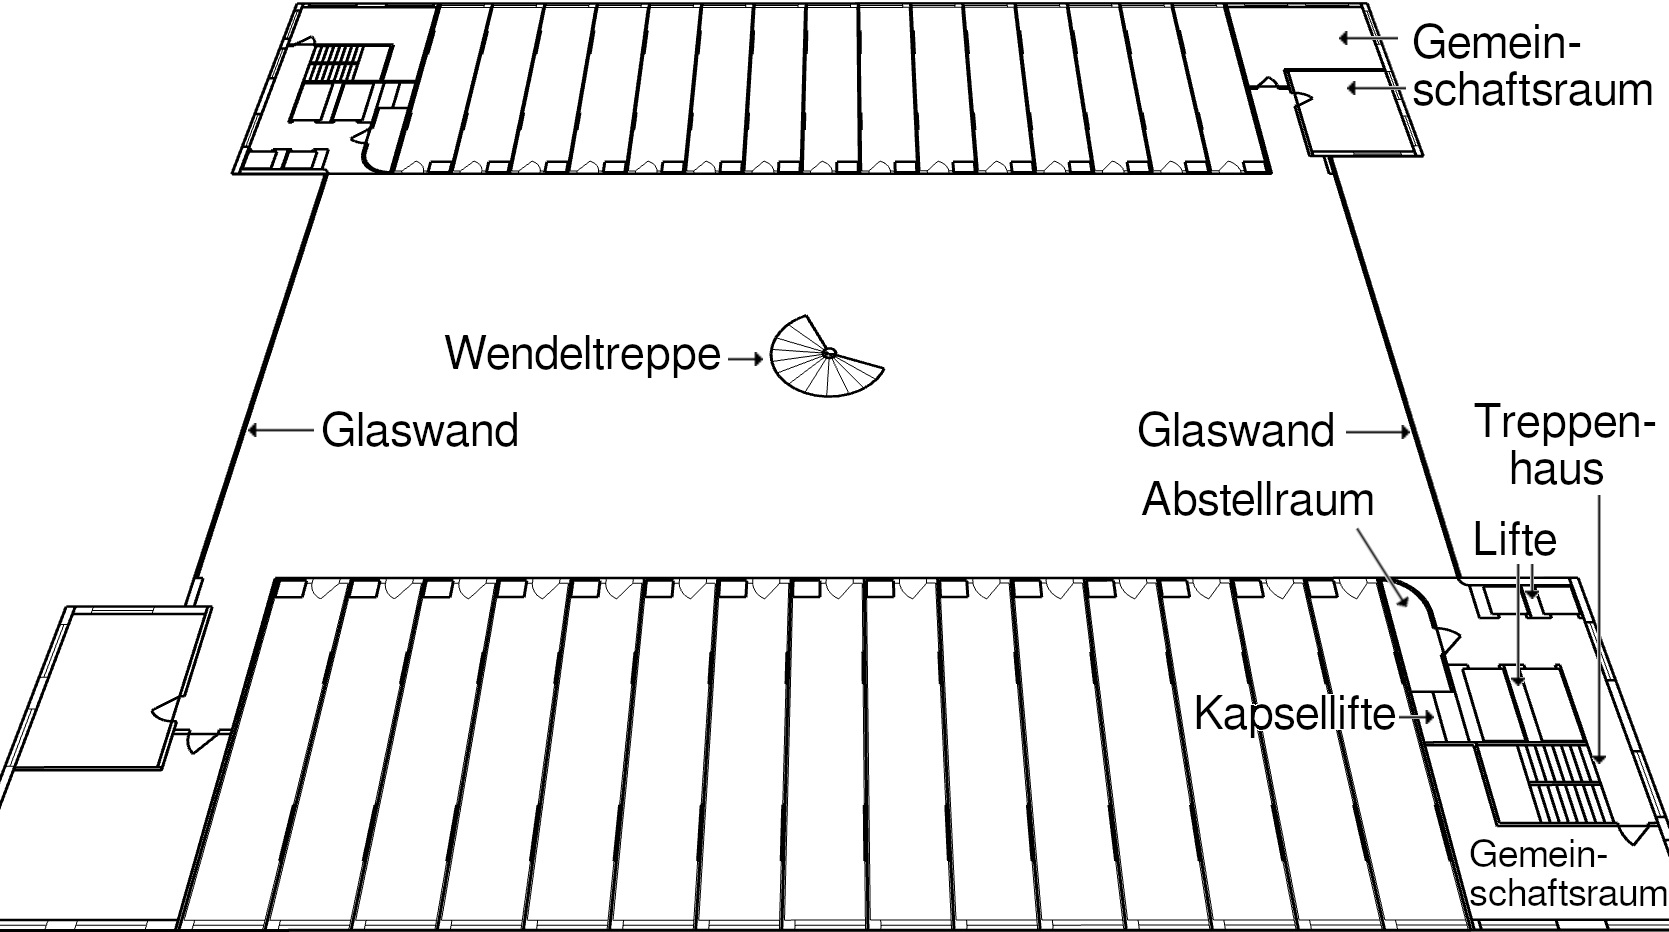 Gemein-
schaftsraum
Wendeltreppe
Glaswand
Glaswand
Treppen-
haus
Abstellraum
Lifte
Kapsellifte
Gemein-
schaftsraum